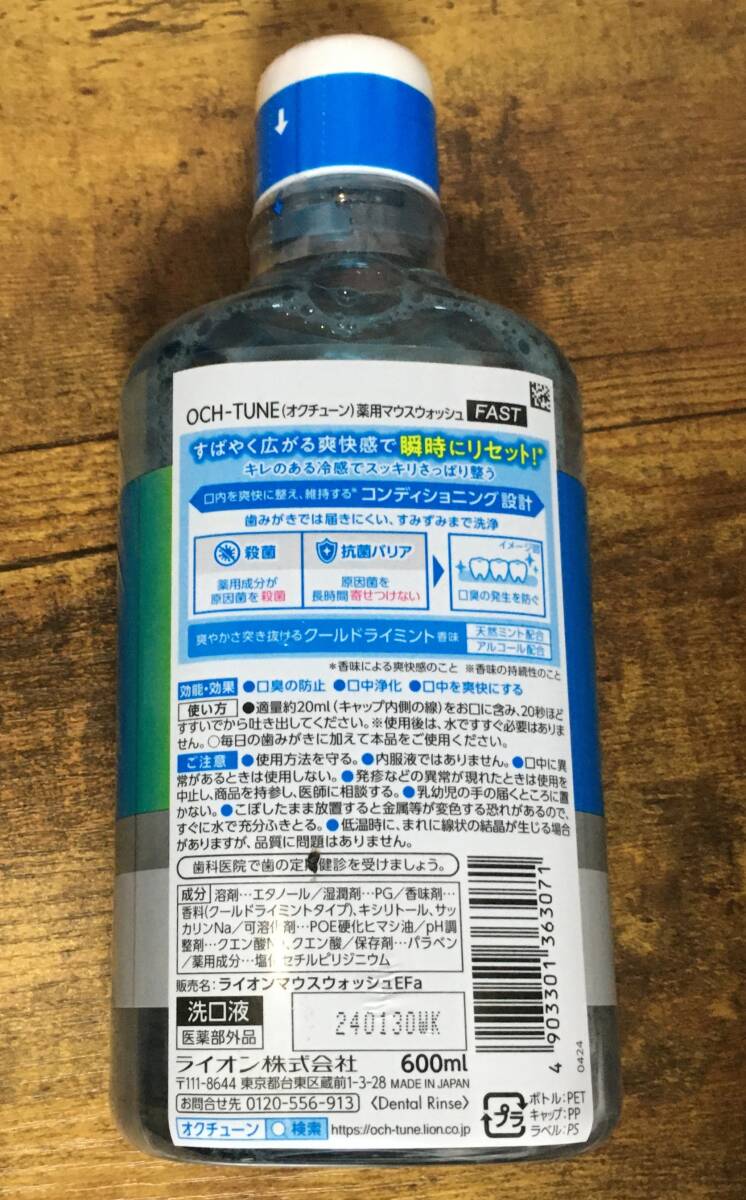 OCH-TUNE(オクチューン)薬用マウスウォッシュ FAST
すばやく広がる爽快感で瞬時にリセット!*
キレのある冷感でスッキリさっぱり整う
口内を爽快に整え、維持する※コンディショニング設計
歯みがきでは届きにくい、すみずみまで洗浄
殺菌
薬用成分が
原因菌を殺菌
抗菌バリア
原因菌を
長時間寄せつけない
イメージ図
口臭の発生を防ぐ
爽やかさ突き抜けるクールドライミント香味
天然ミント配合
アルコール配合
*香味による爽快感のこと ※香味の持続性のこと
効能・効果 ●口臭の防止 ●口中浄化 ●口中を爽快にする
使い方 ●適量約20ml(キャップ内側の線)をお口に含み、20秒ほど
すすいでから吐き出してください。※使用後は、水ですすぐ必要はありま
せん。○毎日の歯みがきに加えて本品をご使用ください。
ご注意 ●使用方法を守る。●内服液ではありません。●口中に異
常があるときは使用しない。●発疹などの異常が現れたときは使用を
中止し、商品を持参し、医師に相談する。●乳幼児の手の届くところに置
かない。●こぼしたまま放置すると金属等が変色する恐れがあるので、
すぐに水で充分ふきとる。●低温時に、まれに線状の結晶が生じる場合
がありますが、品質に問題はありません。
歯科医院で歯の定期健診を受けましょう。
成分 溶剤…エタノール/湿潤剤…PG/香味剤…
香料(クールドライミントタイプ)、キシリトール、サッ
カリンNa/可溶化剤…POE硬化ヒマシ油/pH調
整剤…クエン酸Na、クエン酸/保存剤…パラベン
/薬用成分…塩化セチルピリジニウム
販売名:ライオンマウスウォッシュEFa
洗口液
医薬部外品
240130WK
4 903301 363071
0424
ライオン株式会社 600ml
〒111-8644 東京都台東区蔵前1-3-28 MADE IN JAPAN
お問合せ先 0120-556-913 〈Dental Rinse〉
オクチューン 検索 https://och-tune.lion.co.jp
プラ
ボトル:PET
キャップ:PP
ラベル:PS